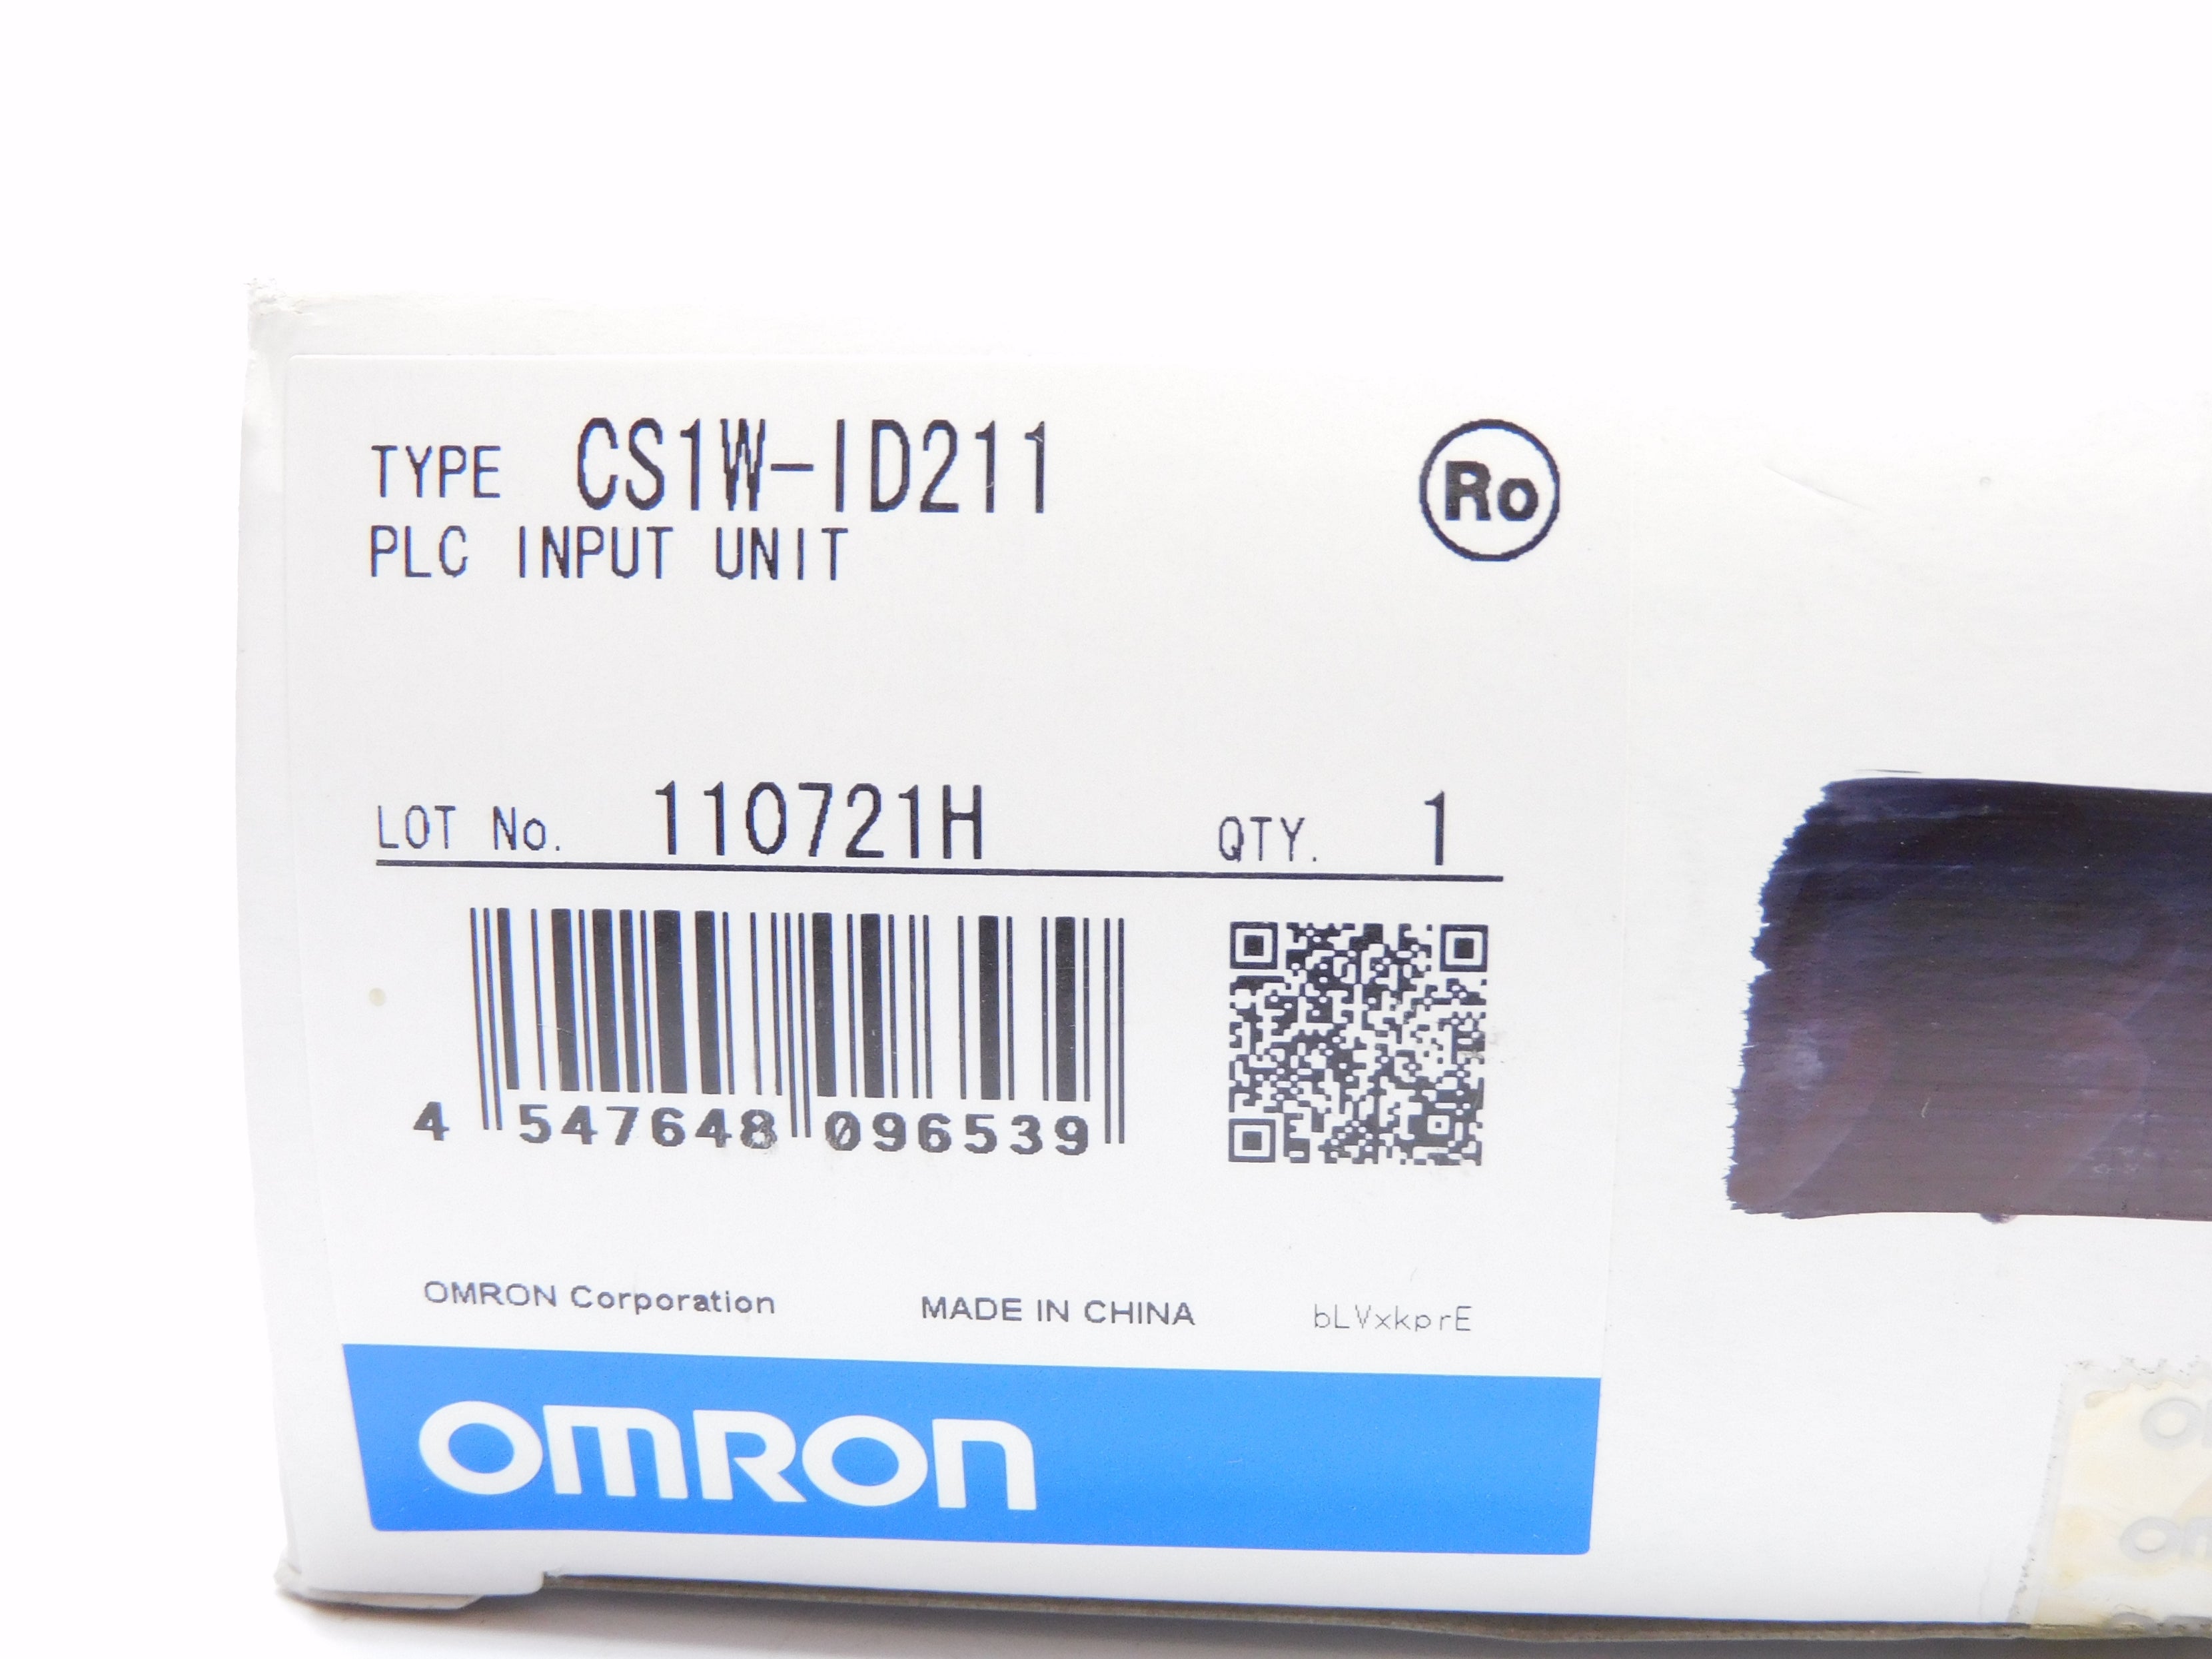 TYPE CS1W-ID211
Ro
PLC INPUT UNIT
LOT No. 110721H QTY. 1
4 547648 096539
OMRON Corporation MADE IN CHINA bLVxkprE
OMRON